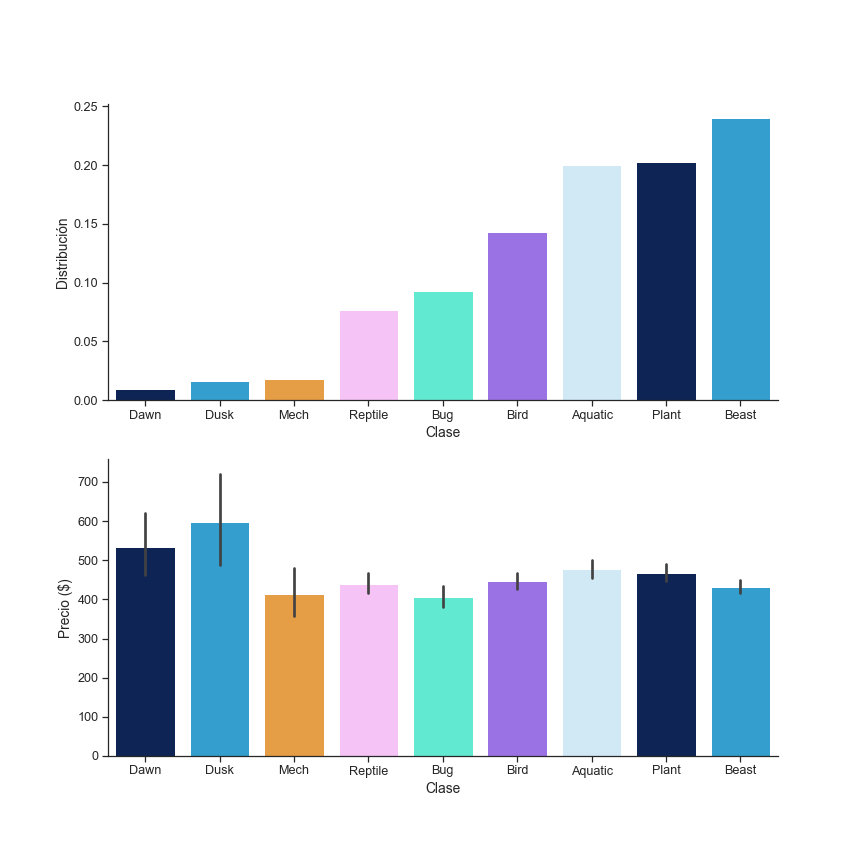 0.25
0.20
0.15
0.10
0.05
0.00
Distribución
Dawn Dusk Mech Reptile Bug Bird Aquatic Plant Beast
Clase
700
600
500
400
300
200
100
0
Precio ($)
Dawn Dusk Mech Reptile Bug Bird Aquatic Plant Beast
Clase